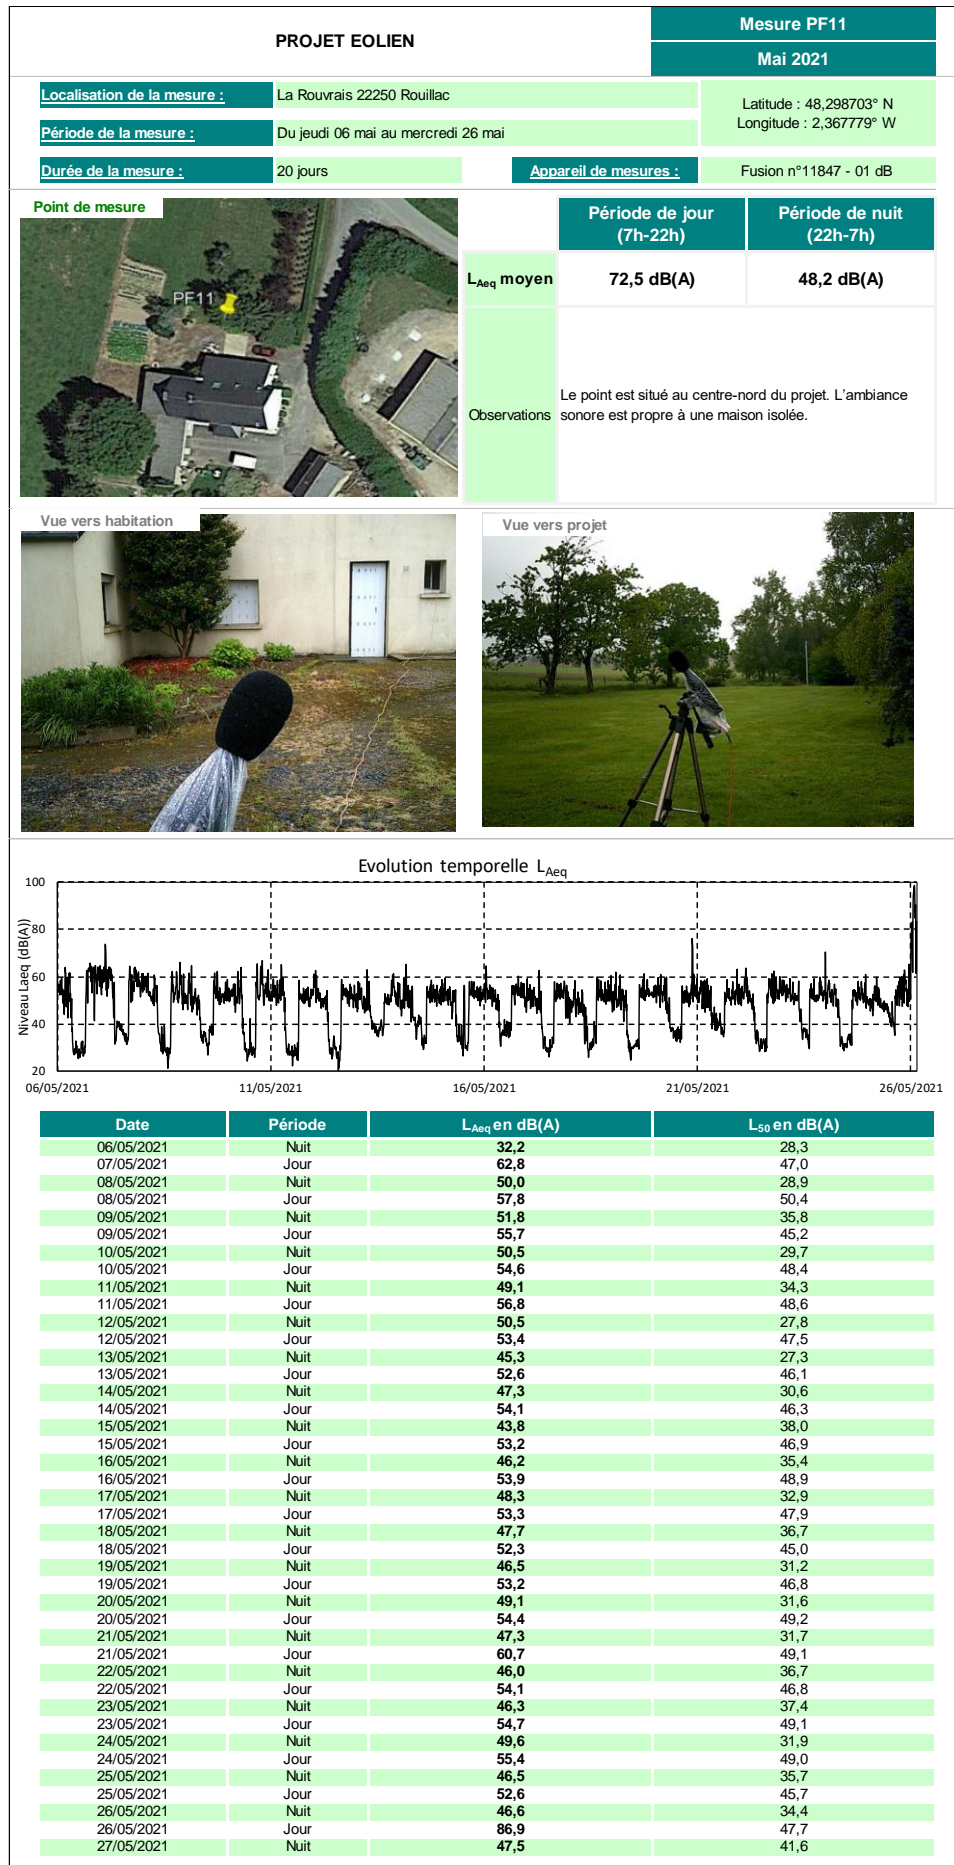 PROJET EOLIEN
Mesure PF11
Mai 2021
Localisation de la mesure :
La Rouvrais 22250 Rouillac
Latitude : 48,298703° N
Longitude : 2,367779° W
Période de la mesure :
Du jeudi 06 mai au mercredi 26 mai
Durée de la mesure :
20 jours
Appareil de mesures :
Fusion n°11847 - 01 dB
Point de mesure
PF11
Période de jour (7h-22h)
Période de nuit (22h-7h)
LAeq moyen
72,5 dB(A)
48,2 dB(A)
Observations
Le point est situé au centre-nord du projet. L'ambiance
sonore est propre à une maison isolée.
Vue vers habitation
Vue vers projet
Evolution temporelle LAeq
Niveau Laeq (dB(A))
100
80
60
40
20
06/05/2021 11/05/2021 16/05/2021 21/05/2021 26/05/2021
Date Période LAeq en dB(A) L50 en dB(A)
06/05/2021 Nuit 32,2 28,3
07/05/2021 Jour 62,8 47,0
08/05/2021 Nuit 50,0 28,9
08/05/2021 Jour 57,8 50,4
09/05/2021 Nuit 51,8 35,8
09/05/2021 Jour 55,7 45,2
10/05/2021 Nuit 50,5 29,7
10/05/2021 Jour 54,6 48,4
11/05/2021 Nuit 49,1 34,3
11/05/2021 Jour 56,8 48,6
12/05/2021 Nuit 50,5 27,8
12/05/2021 Jour 53,4 47,5
13/05/2021 Nuit 45,3 27,3
13/05/2021 Jour 52,6 46,1
14/05/2021 Nuit 47,3 30,6
14/05/2021 Jour 54,1 46,3
15/05/2021 Nuit 43,8 38,0
15/05/2021 Jour 53,2 46,9
16/05/2021 Nuit 46,2 35,4
16/05/2021 Jour 53,9 48,9
17/05/2021 Nuit 48,3 32,9
17/05/2021 Jour 53,3 47,9
18/05/2021 Nuit 47,7 36,7
18/05/2021 Jour 52,3 45,0
19/05/2021 Nuit 46,5 31,2
19/05/2021 Jour 53,2 46,8
20/05/2021 Nuit 49,1 31,6
20/05/2021 Jour 54,4 49,2
21/05/2021 Nuit 47,3 31,7
21/05/2021 Jour 60,7 49,1
22/05/2021 Nuit 46,0 36,7
22/05/2021 Jour 54,1 46,8
23/05/2021 Nuit 46,3 37,4
23/05/2021 Jour 54,7 49,1
24/05/2021 Nuit 49,6 31,9
24/05/2021 Jour 55,4 49,0
25/05/2021 Nuit 46,5 35,7
25/05/2021 Jour 52,6 45,7
26/05/2021 Nuit 46,6 34,4
26/05/2021 Jour 86,9 47,7
27/05/2021 Nuit 47,5 41,6